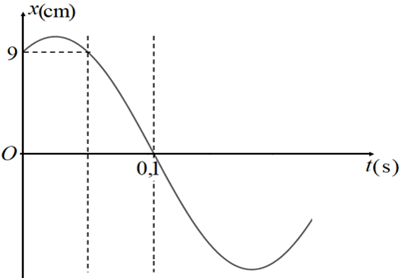 x(cm)
9
O
0,1
t(s)